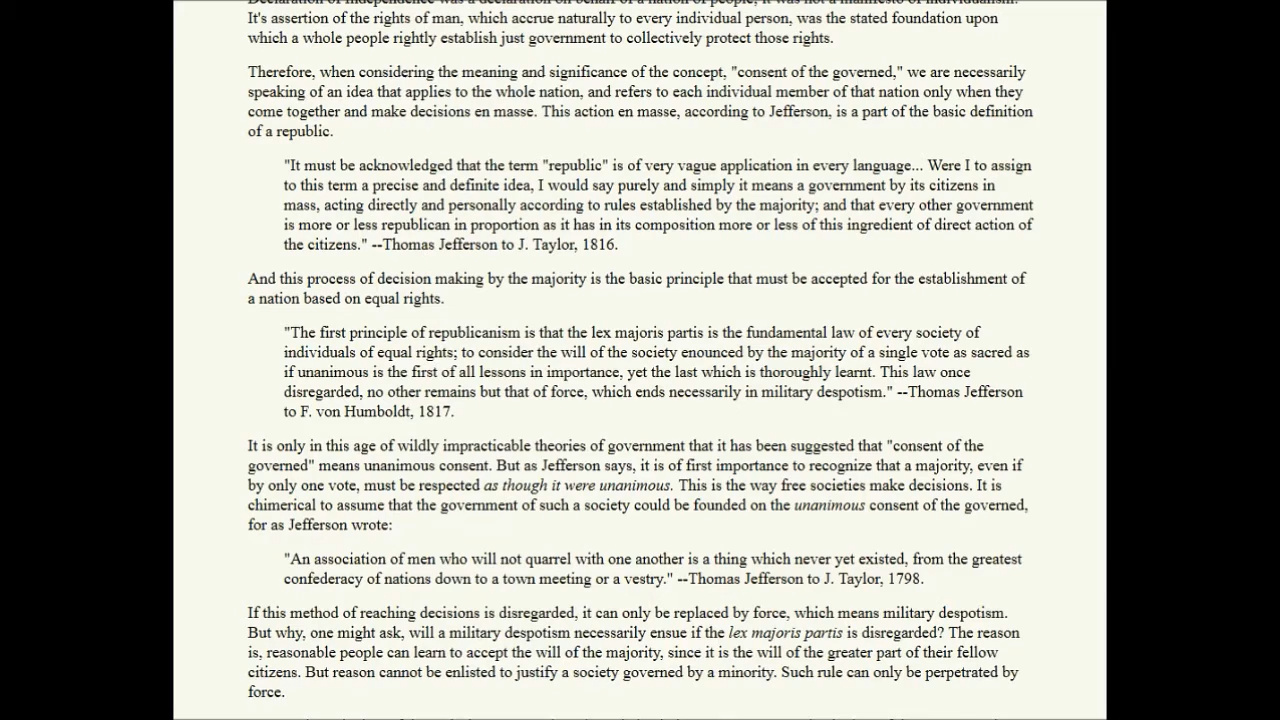 Declaration of Independence was a declaration on behalf of a nation of people; it was not a manifesto of individualism.
It's assertion of the rights of man, which accrue naturally to every individual person, was the stated foundation upon
which a whole people rightly establish just government to collectively protect those rights.
Therefore, when considering the meaning and significance of the concept, "consent of the governed," we are necessarily
speaking of an idea that applies to the whole nation, and refers to each individual member of that nation only when they
come together and make decisions en masse. This action en masse, according to Jefferson, is a part of the basic definition
of a republic.
"It must be acknowledged that the term "republic" is of very vague application in every language... Were I to assign
to this term a precise and definite idea, I would say purely and simply it means a government by its citizens in
mass, acting directly and personally according to rules established by the majority; and that every other government
is more or less republican in proportion as it has in its composition more or less of this ingredient of direct action of
the citizens." --Thomas Jefferson to J. Taylor, 1816.
And this process of decision making by the majority is the basic principle that must be accepted for the establishment of
a nation based on equal rights.
"The first principle of republicanism is that the lex majoris partis is the fundamental law of every society of
individuals of equal rights; to consider the will of the society enounced by the majority of a single vote as sacred as
if unanimous is the first of all lessons in importance, yet the last which is thoroughly learnt. This law once
disregarded, no other remains but that of force, which ends necessarily in military despotism." --Thomas Jefferson
to F. von Humboldt, 1817.
It is only in this age of wildly impracticable theories of government that it has been suggested that "consent of the
governed" means unanimous consent. But as Jefferson says, it is of first importance to recognize that a majority, even if
by only one vote, must be respected as though it were unanimous. This is the way free societies make decisions. It is
chimerical to assume that the government of such a society could be founded on the unanimous consent of the governed,
for as Jefferson wrote:
"An association of men who will not quarrel with one another is a thing which never yet existed, from the greatest
confederacy of nations down to a town meeting or a vestry." --Thomas Jefferson to J. Taylor, 1798.
If this method of reaching decisions is disregarded, it can only be replaced by force, which means military despotism.
But why, one might ask, will a military despotism necessarily ensue if the lex majoris partis is disregarded? The reason
is, reasonable people can learn to accept the will of the majority, since it is the will of the greater part of their fellow
citizens. But reason cannot be enlisted to justify a society governed by a minority. Such rule can only be perpetrated by
force.